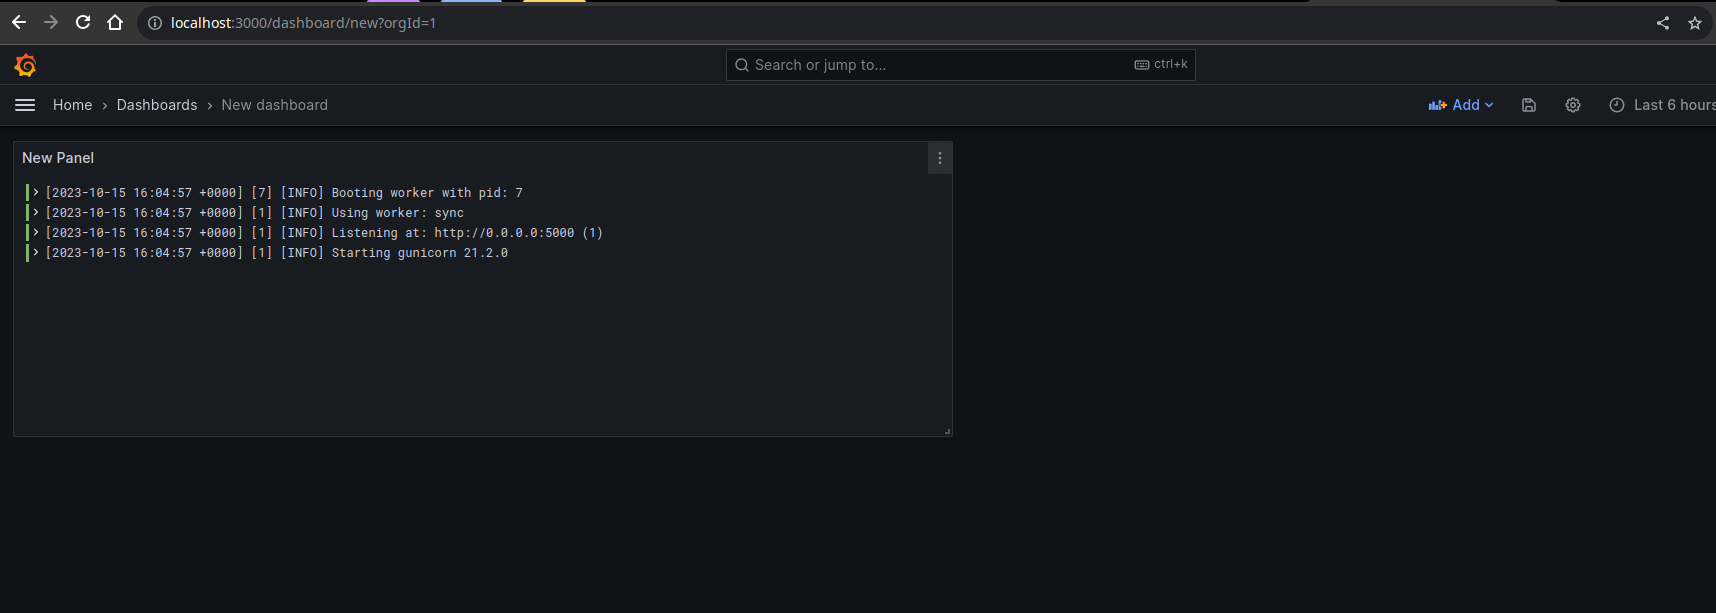 localhost:3000/dashboard/new?orgId=1
Search or jump to... ctrl+k
Home › Dashboards › New dashboard Add Last 6 hours
New Panel
[2023-10-15 16:04:57 +0000] [7] [INFO] Booting worker with pid: 7
[2023-10-15 16:04:57 +0000] [1] [INFO] Using worker: sync
[2023-10-15 16:04:57 +0000] [1] [INFO] Listening at: http://0.0.0.0:5000 (1)
[2023-10-15 16:04:57 +0000] [1] [INFO] Starting gunicorn 21.2.0